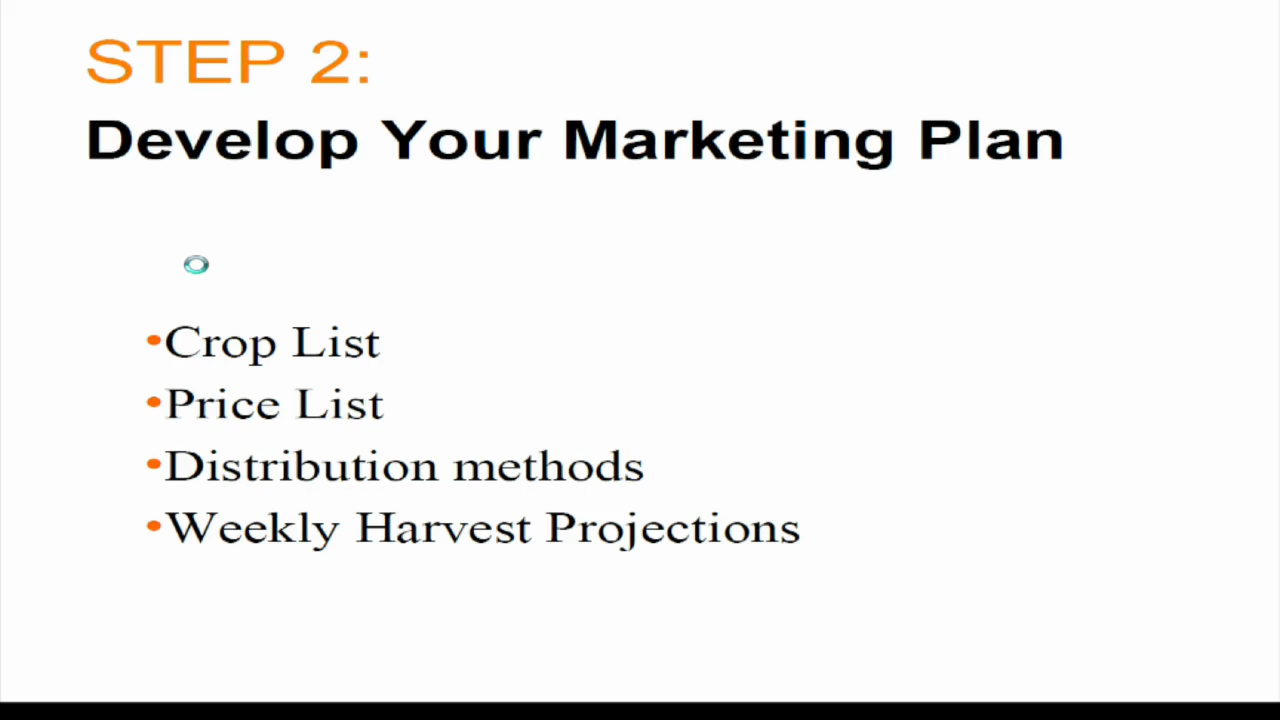 STEP 2:
Develop Your Marketing Plan
•Crop List
•Price List
•Distribution methods
•Weekly Harvest Projections